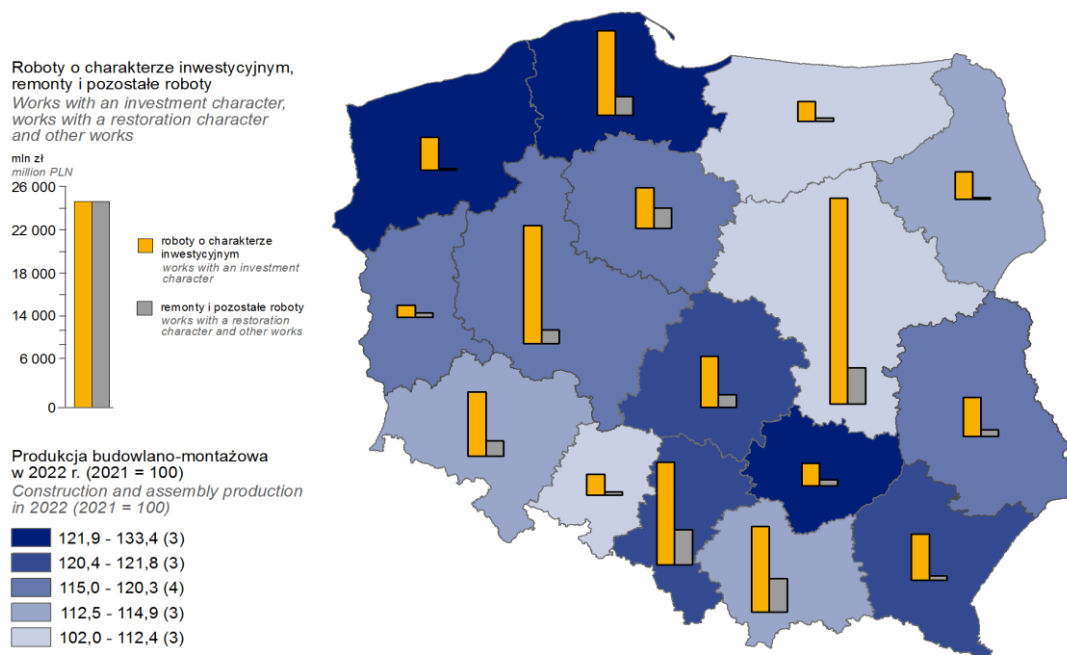 Roboty o charakterze inwestycyjnym,
remonty i pozostałe roboty
Works with an investment character,
works with a restoration character
and other works
mln zł
million PLN
26 000
22 000
18 000
14 000
6 000
0
roboty o charakterze
inwestycyjnym
works with an investment
character
remonty i pozostałe roboty
works with a restoration
character and other works
Produkcja budowlano-montażowa
w 2022 r. (2021 = 100)
Construction and assembly production
in 2022 (2021 = 100)
121,9 - 133,4 (3)
120,4 - 121,8 (3)
115,0 - 120,3 (4)
112,5 - 114,9 (3)
102,0 - 112,4 (3)